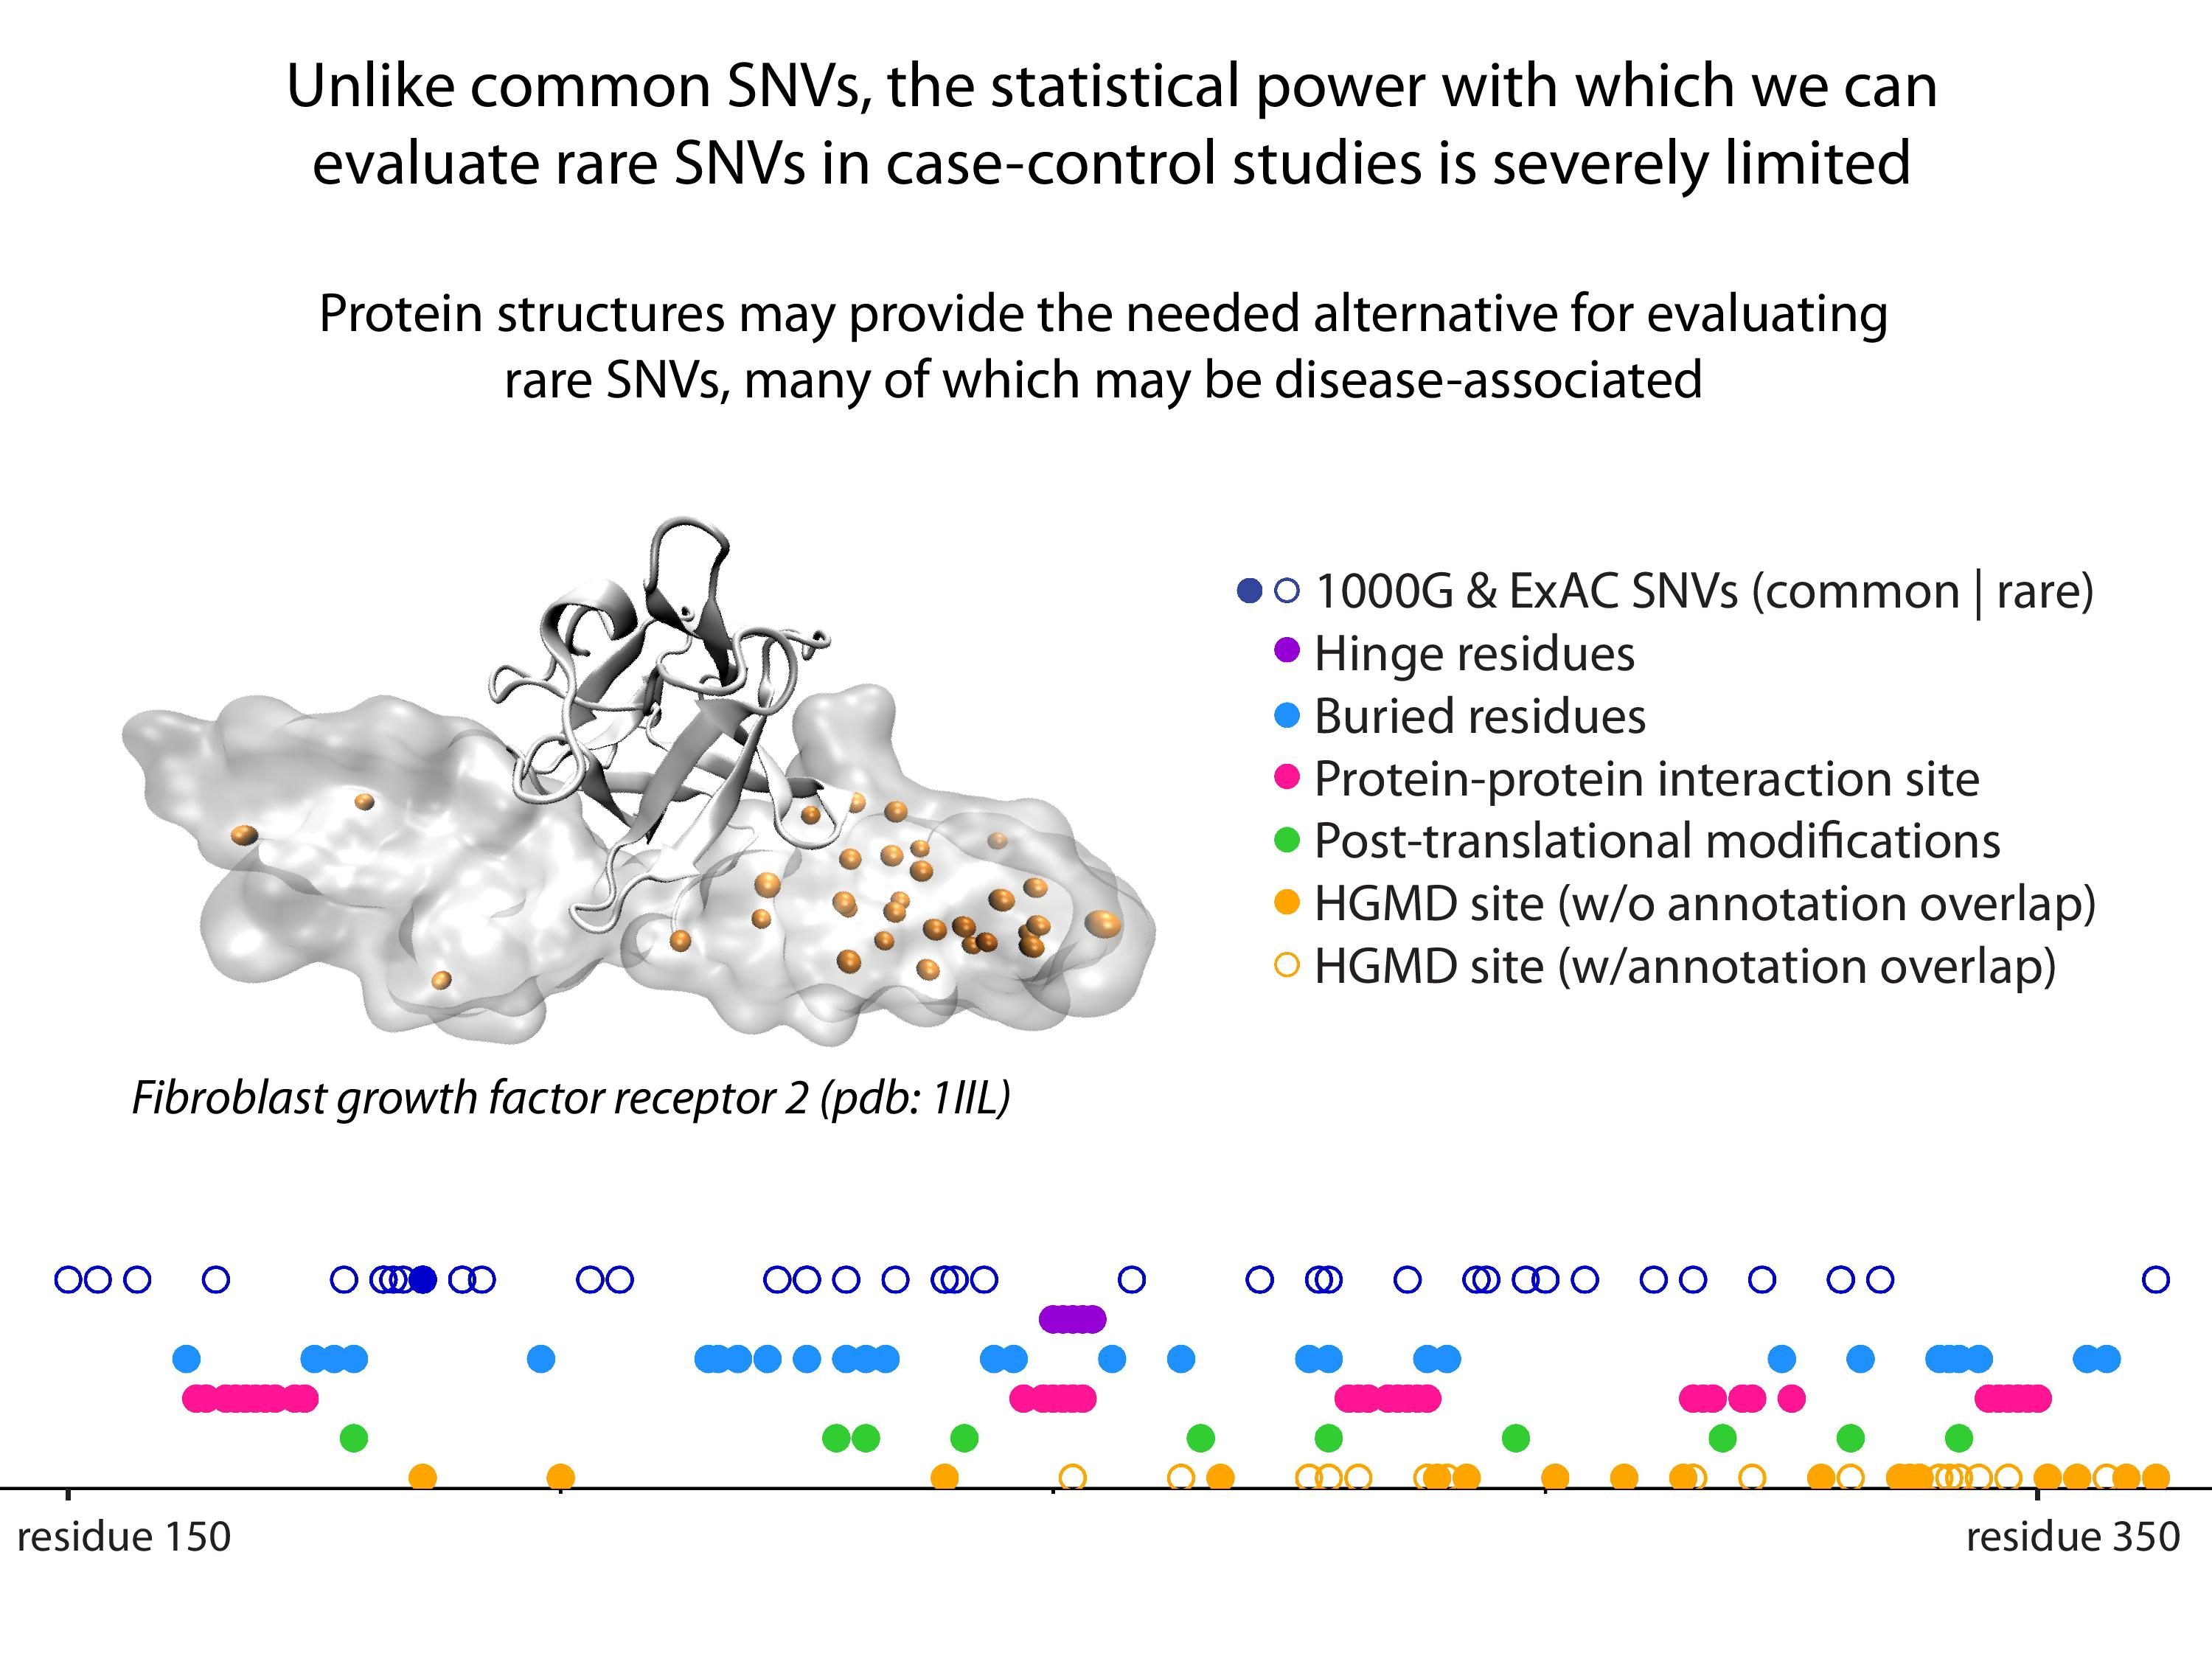 Unlike common SNVs, the statistical power with which we can
evaluate rare SNVs in case-control studies is severely limited
Protein structures may provide the needed alternative for evaluating
rare SNVs, many of which may be disease-associated
1000G & ExAC SNVs (common | rare)
Hinge residues
Buried residues
Protein-protein interaction site
Post-translational modifications
HGMD site (w/o annotation overlap)
HGMD site (w/annotation overlap)
Fibroblast growth factor receptor 2 (pdb: 1IIL)
residue 150
residue 350